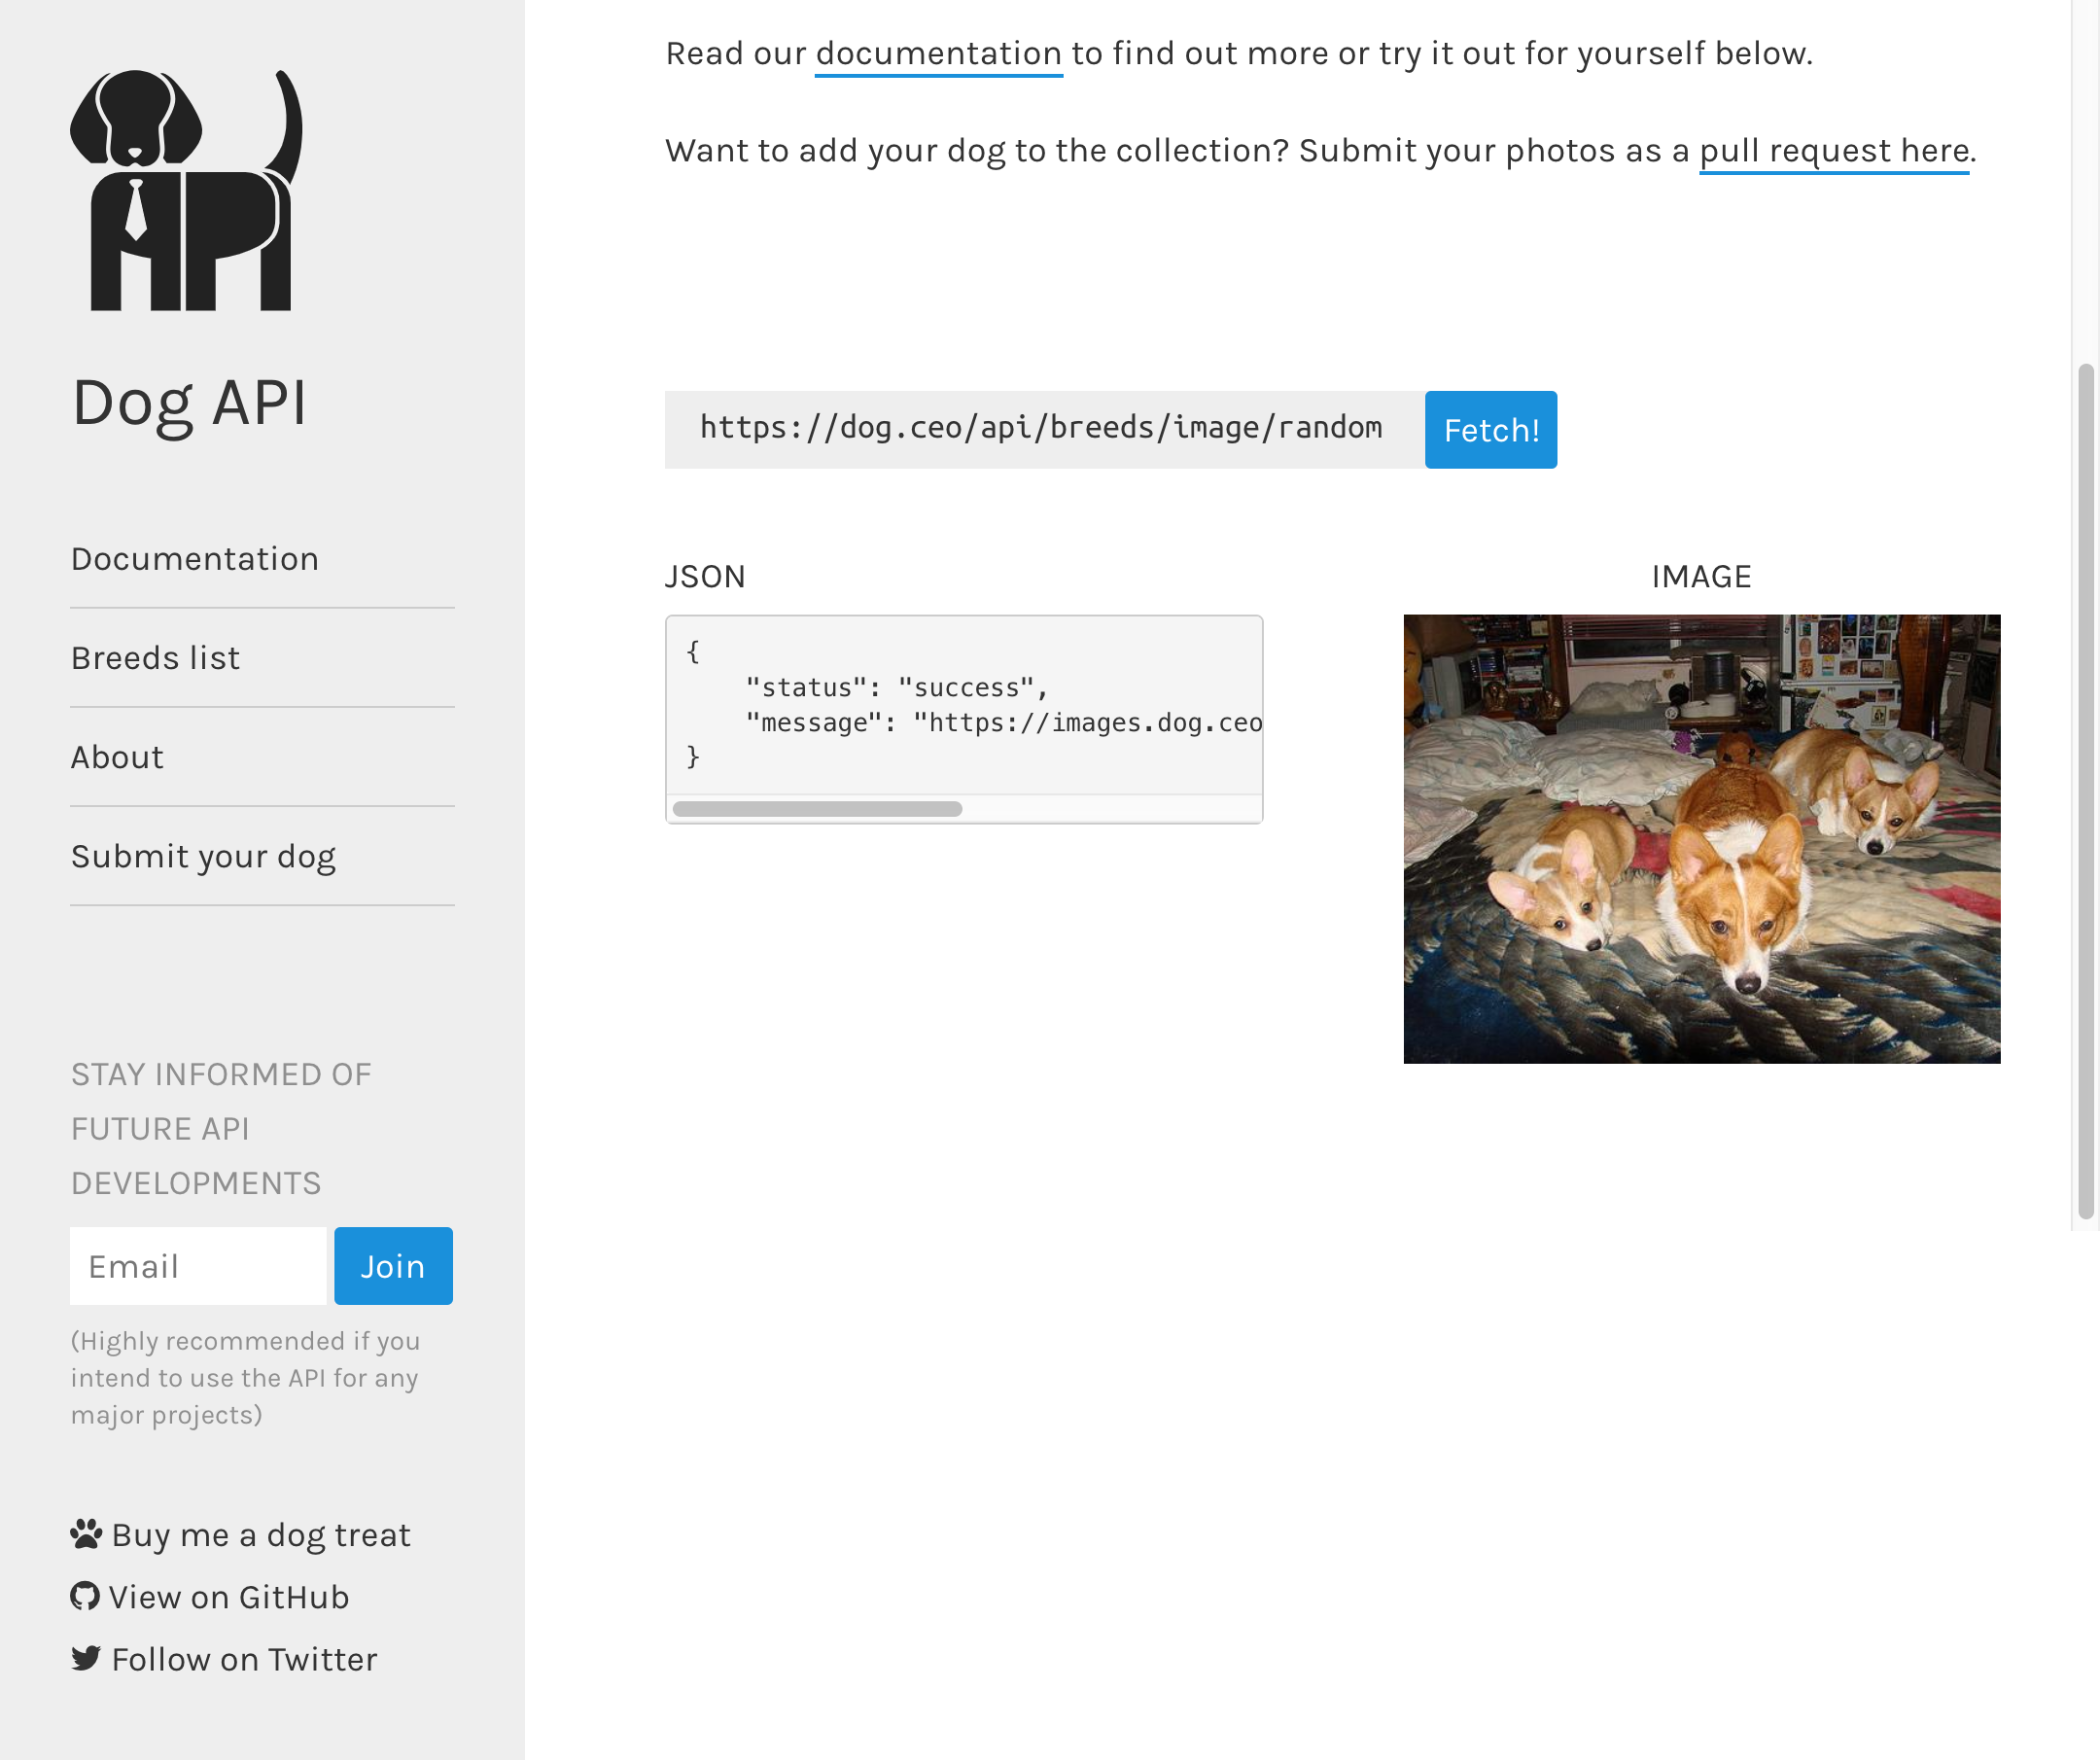 Dog API
Documentation
Breeds list
About
Submit your dog
STAY INFORMED OF
FUTURE API
DEVELOPMENTS
Email
Join
(Highly recommended if you
intend to use the API for any
major projects)
Buy me a dog treat
View on GitHub
Follow on Twitter
Read our documentation to find out more or try it out for yourself below.
Want to add your dog to the collection? Submit your photos as a pull request here.
https://dog.ceo/api/breeds/image/random
Fetch!
JSON
{
"status": "success",
"message": "https://images.dog.ceo
}
IMAGE